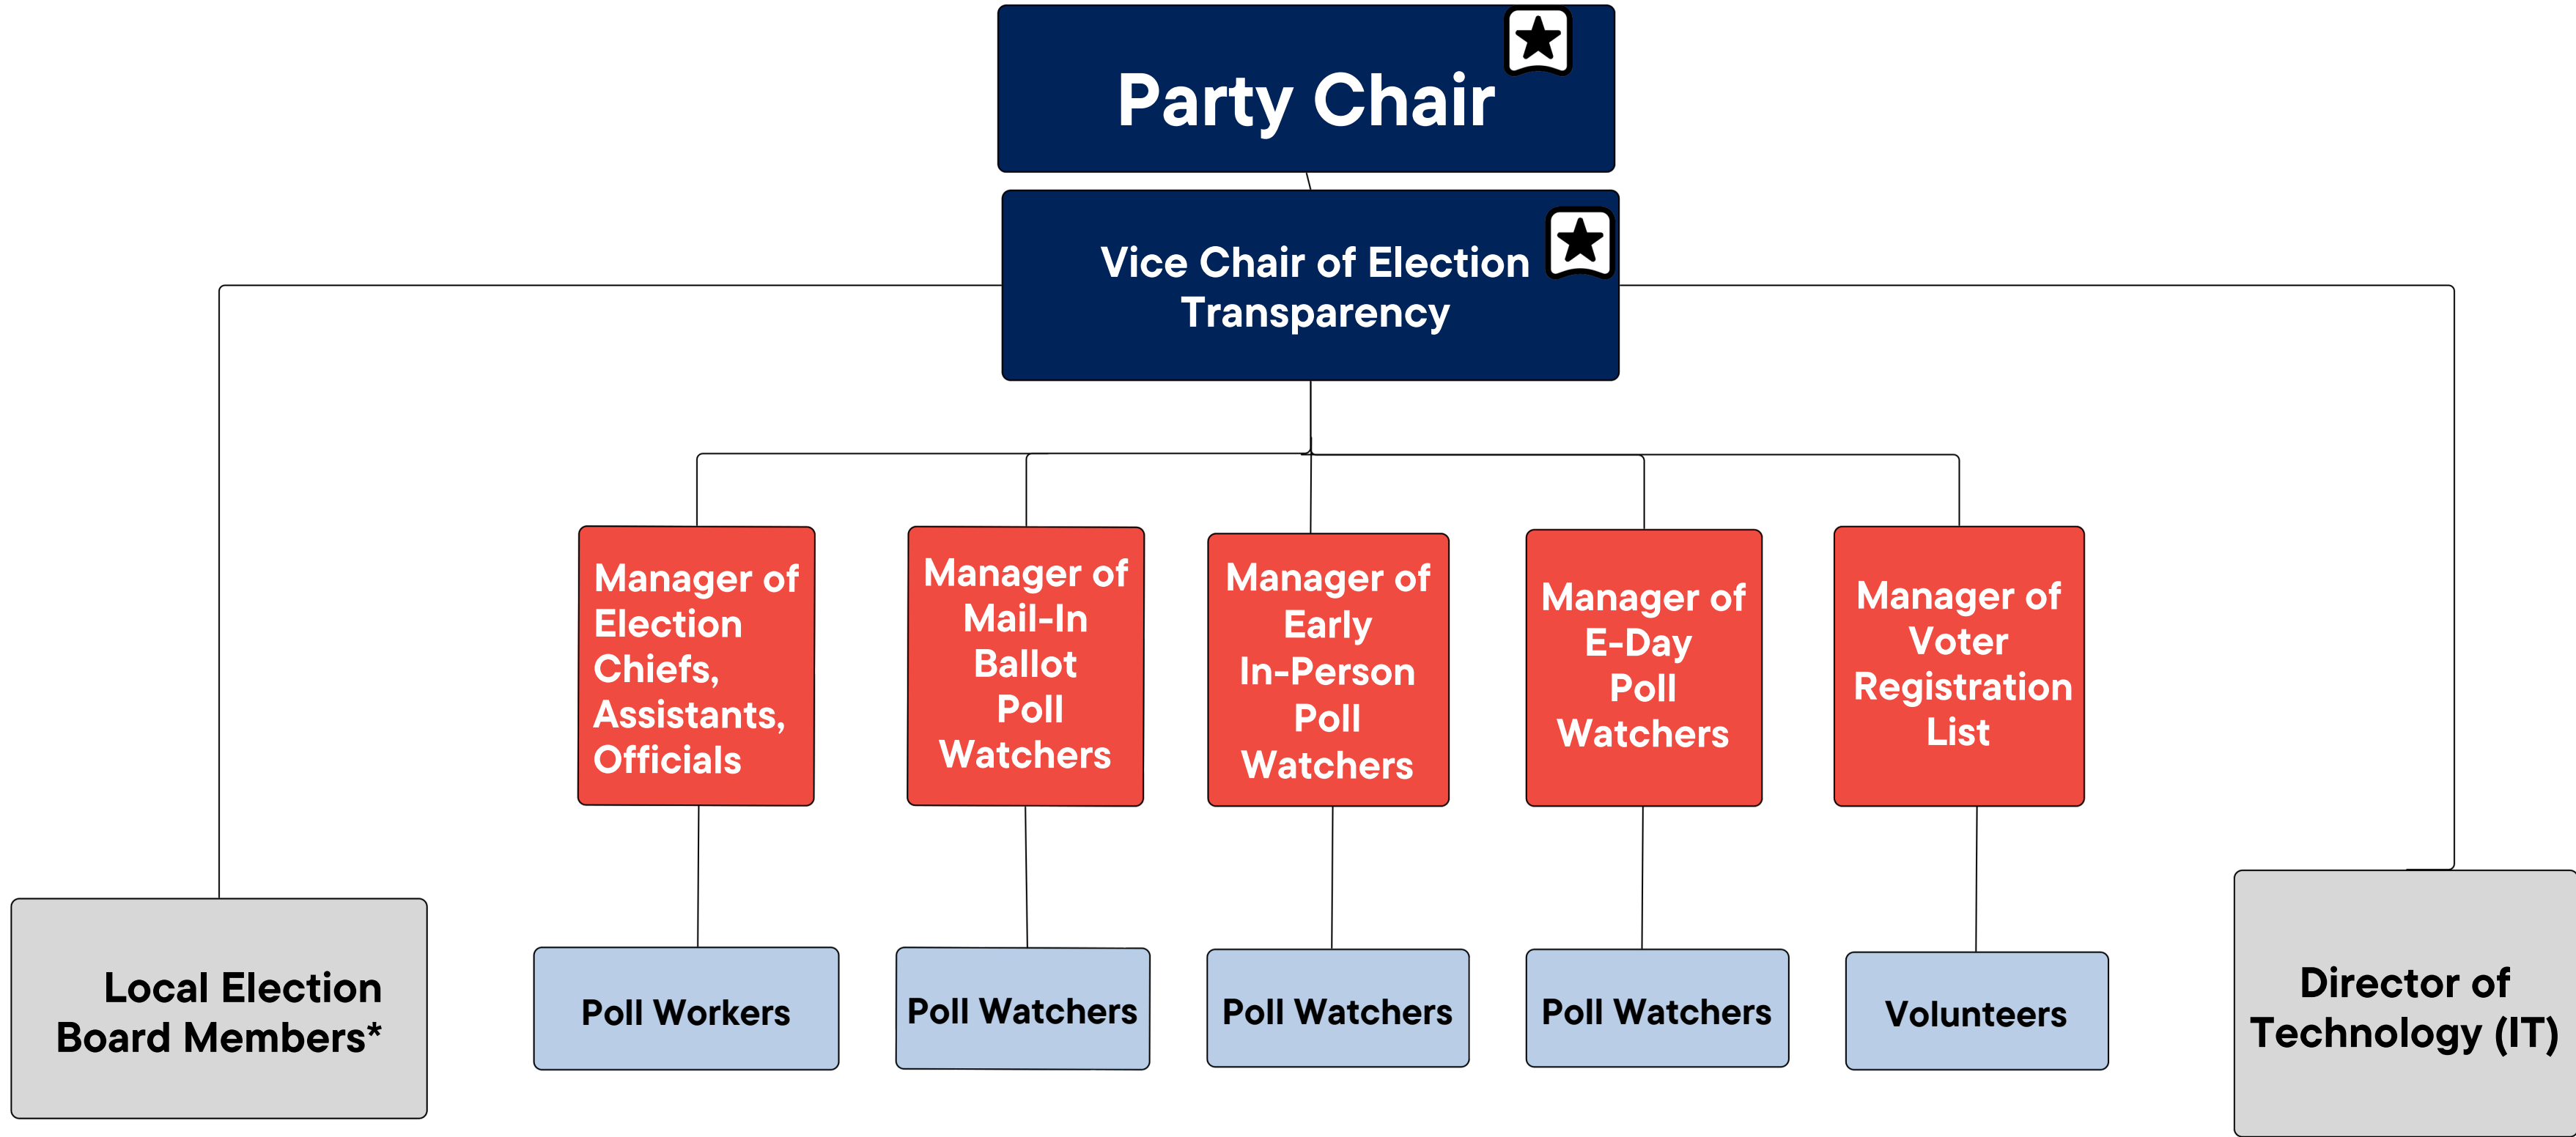 Party Chair
Vice Chair of Election
Transparency
Manager of
Election
Chiefs,
Assistants,
Officials
Manager of
Mail-In
Ballot
Poll
Watchers
Manager of
Early
In-Person
Poll
Watchers
Manager of
E-Day
Poll
Watchers
Manager of
Voter
Registration
List
Local Election
Board Members*
Poll Workers
Poll Watchers
Poll Watchers
Poll Watchers
Volunteers
Director of
Technology (IT)